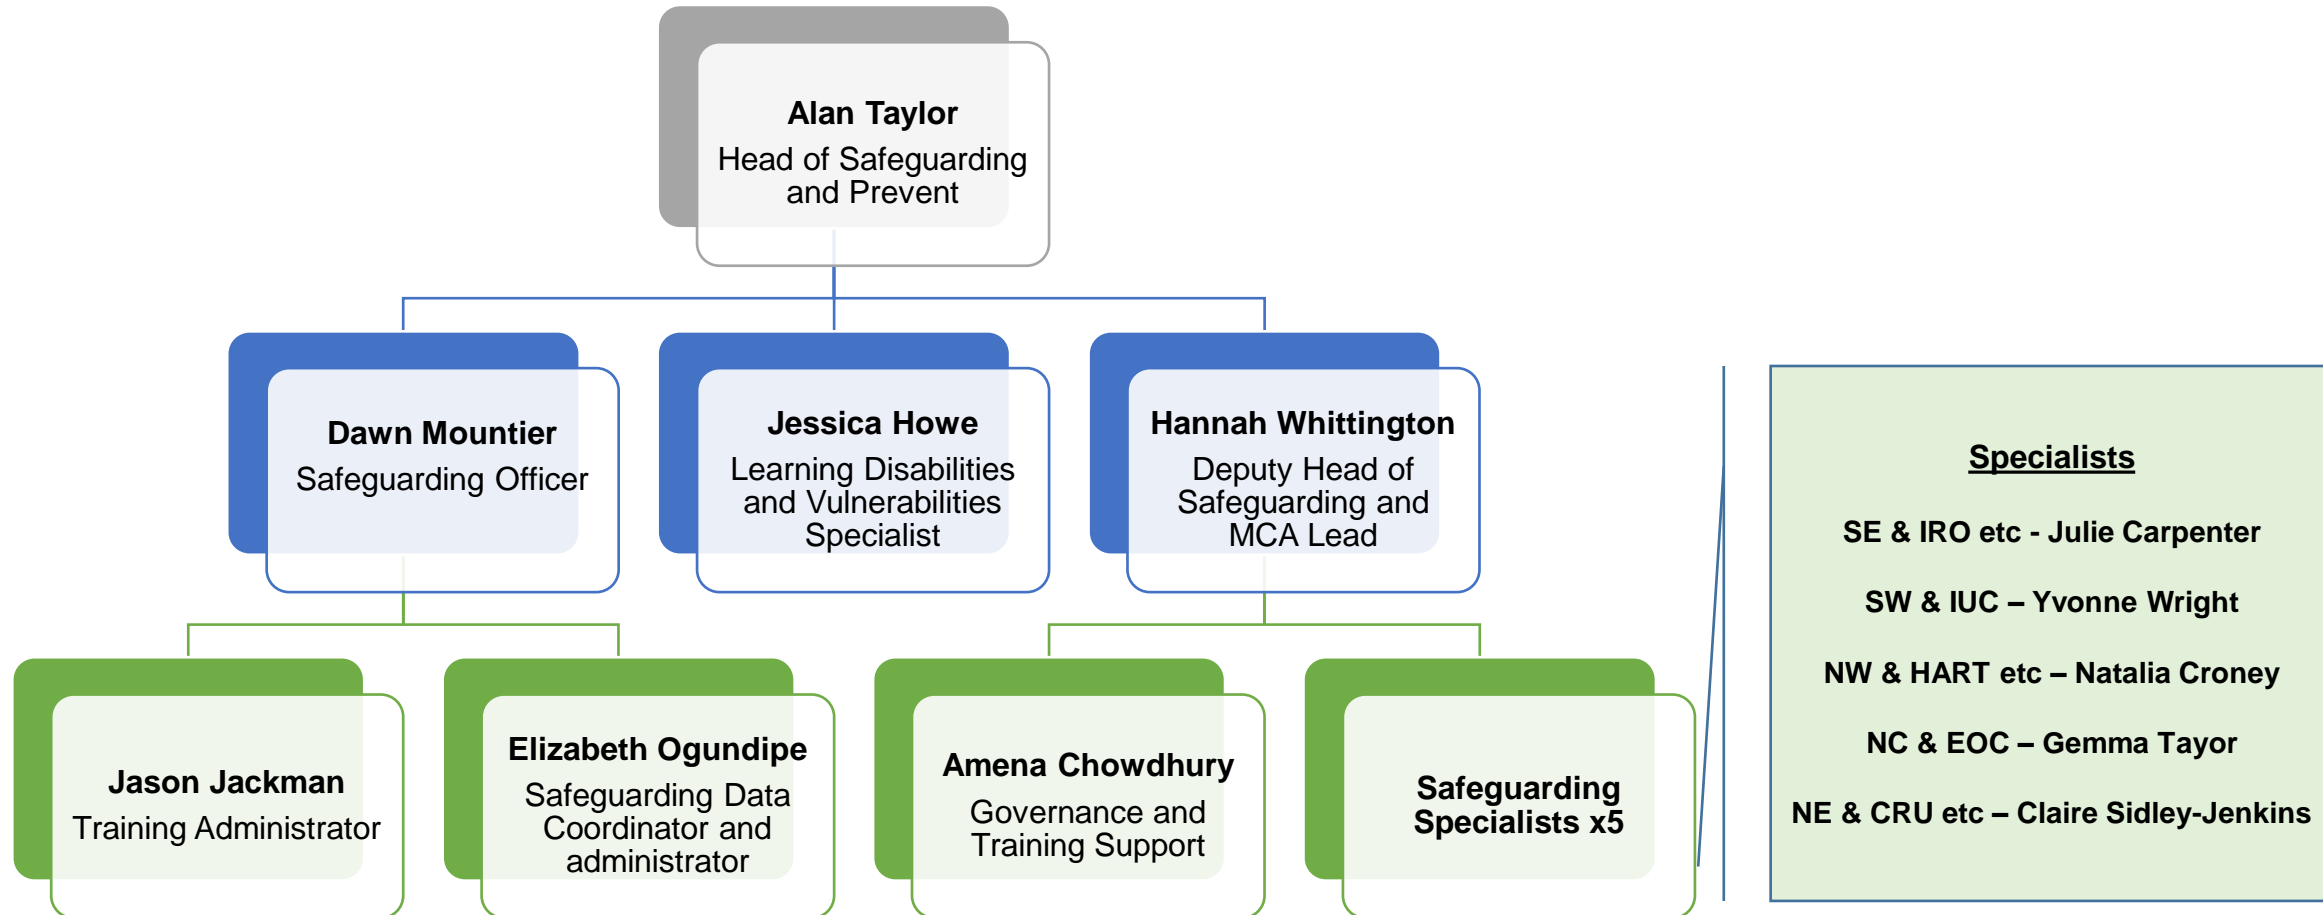 Alan Taylor
Head of Safeguarding
and Prevent
Dawn Mountier
Safeguarding Officer
Jessica Howe
Learning Disabilities
and Vulnerabilities
Specialist
Hannah Whittington
Deputy Head of
Safeguarding and
MCA Lead
Jason Jackman
Training Administrator
Elizabeth Ogundipe
Safeguarding Data
Coordinator and
administrator
Amena Chowdhury
Governance and
Training Support
Safeguarding
Specialists x5
Specialists
SE & IRO etc - Julie Carpenter
SW & IUC – Yvonne Wright
NW & HART etc – Natalia Croney
NC & EOC – Gemma Tayor
NE & CRU etc – Claire Sidley-Jenkins